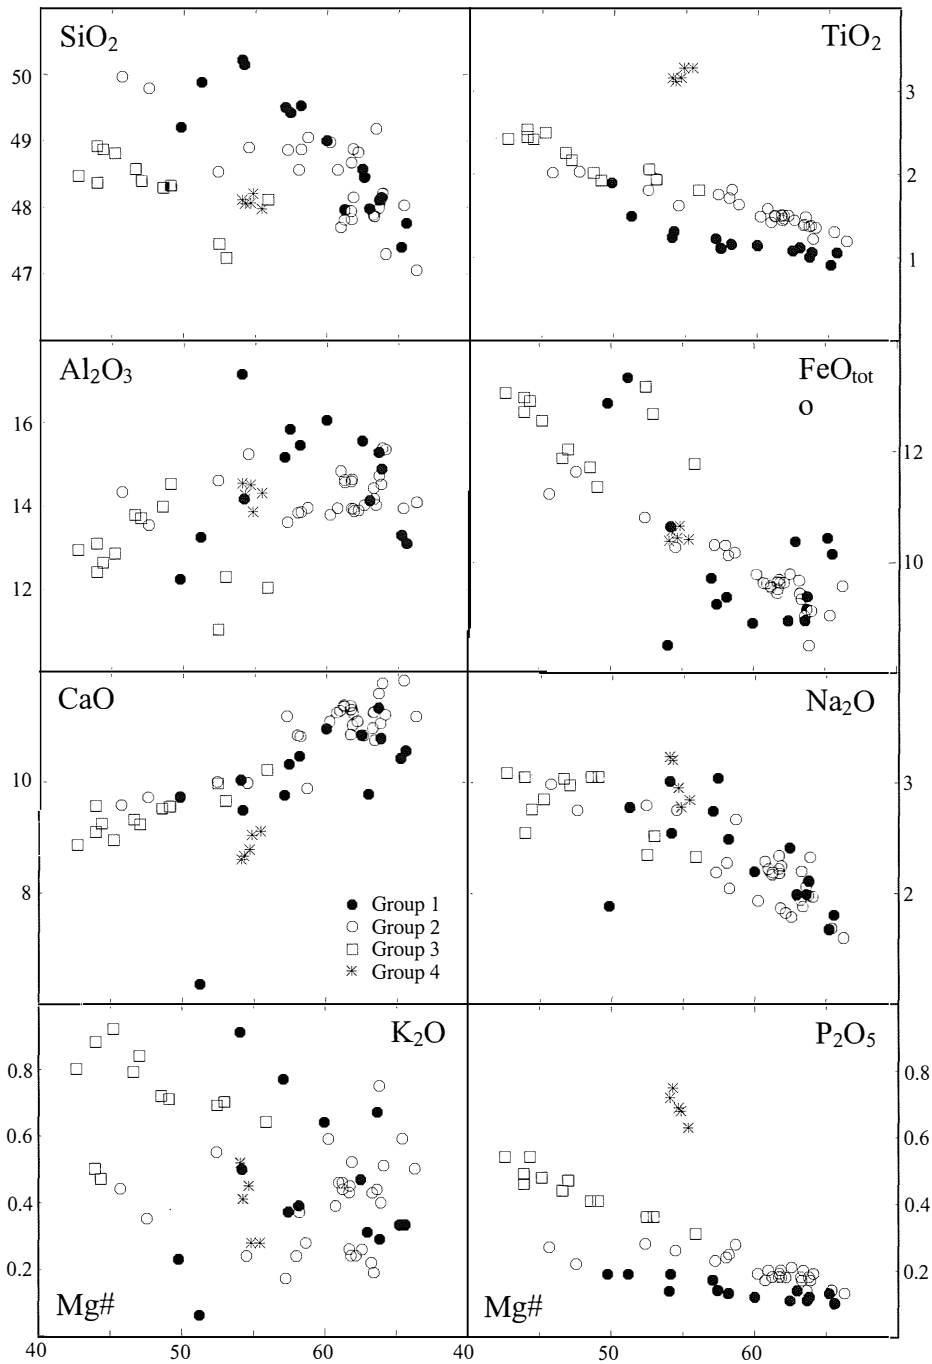 SiO₂
TiO₂
50
49
48
47
3
2
1
Al₂O₃
FeOtot
o
16
14
12
12
10
CaO
Na₂O
10
8
3
2
Group 1
Group 2
Group 3
Group 4
K₂O
P₂O₅
0.8
0.6
0.4
0.2
0.8
0.6
0.4
0.2
Mg#
Mg#
40
50
60
40
50
60